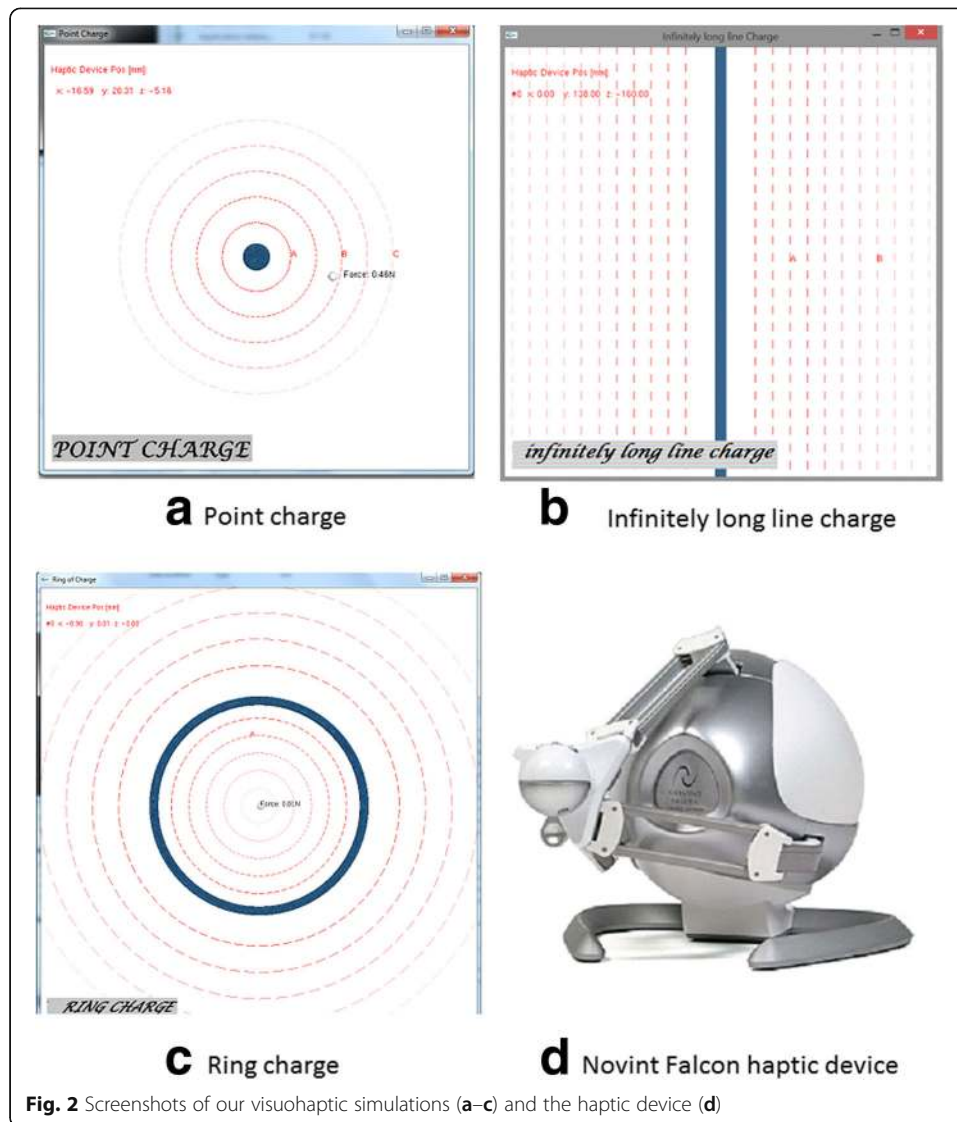 Point Charge
Haptic Device Pos [mm]
x: -16.59 y: 20.31 z: -5.16
A
B
C
Force: 0.46N
POINT CHARGE
a Point charge
Infinitely long line Charge
Haptic Device Pos [mm]
#0 x: 0.00 y: 138.00 z: -160.00
A
B
infinitely long line charge
b Infinitely long line charge
Ring of Charge
Haptic Device Pos [mm]
A
Force: 0.01N
RING CHARGE
c Ring charge
d Novint Falcon haptic device
Fig. 2 Screenshots of our visuohaptic simulations (a–c) and the haptic device (d)